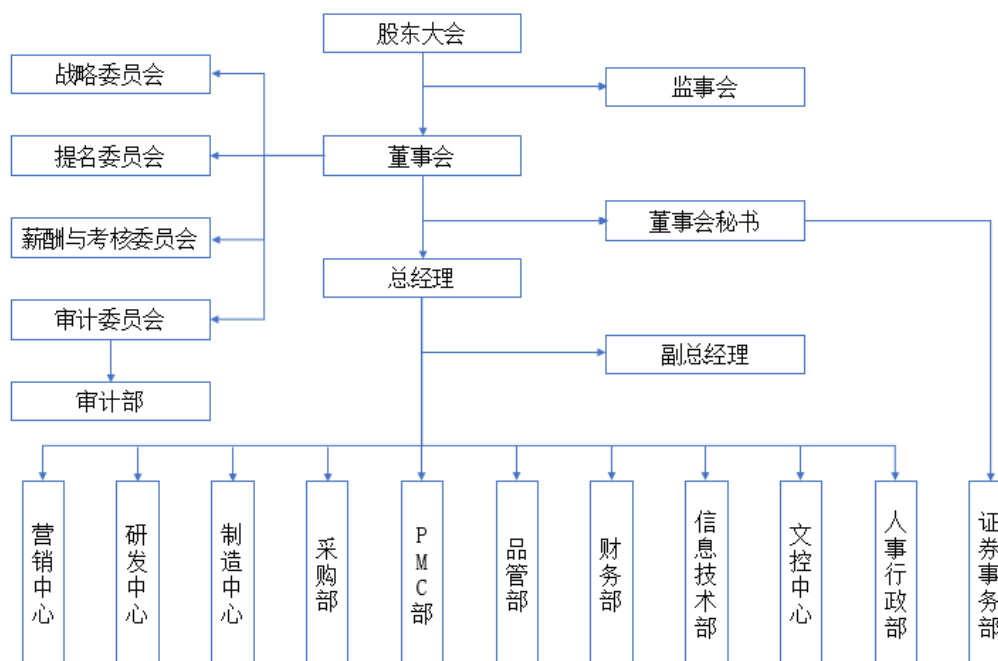 股东大会
战略委员会
监事会
提名委员会
董事会
薪酬与考核委员会
董事会秘书
总经理
审计委员会
副总经理
审计部
营销中心
研发中心
制造中心
采购部
PMC部
品管部
财务部
信息技术部
文控中心
人事行政部
证券事务部